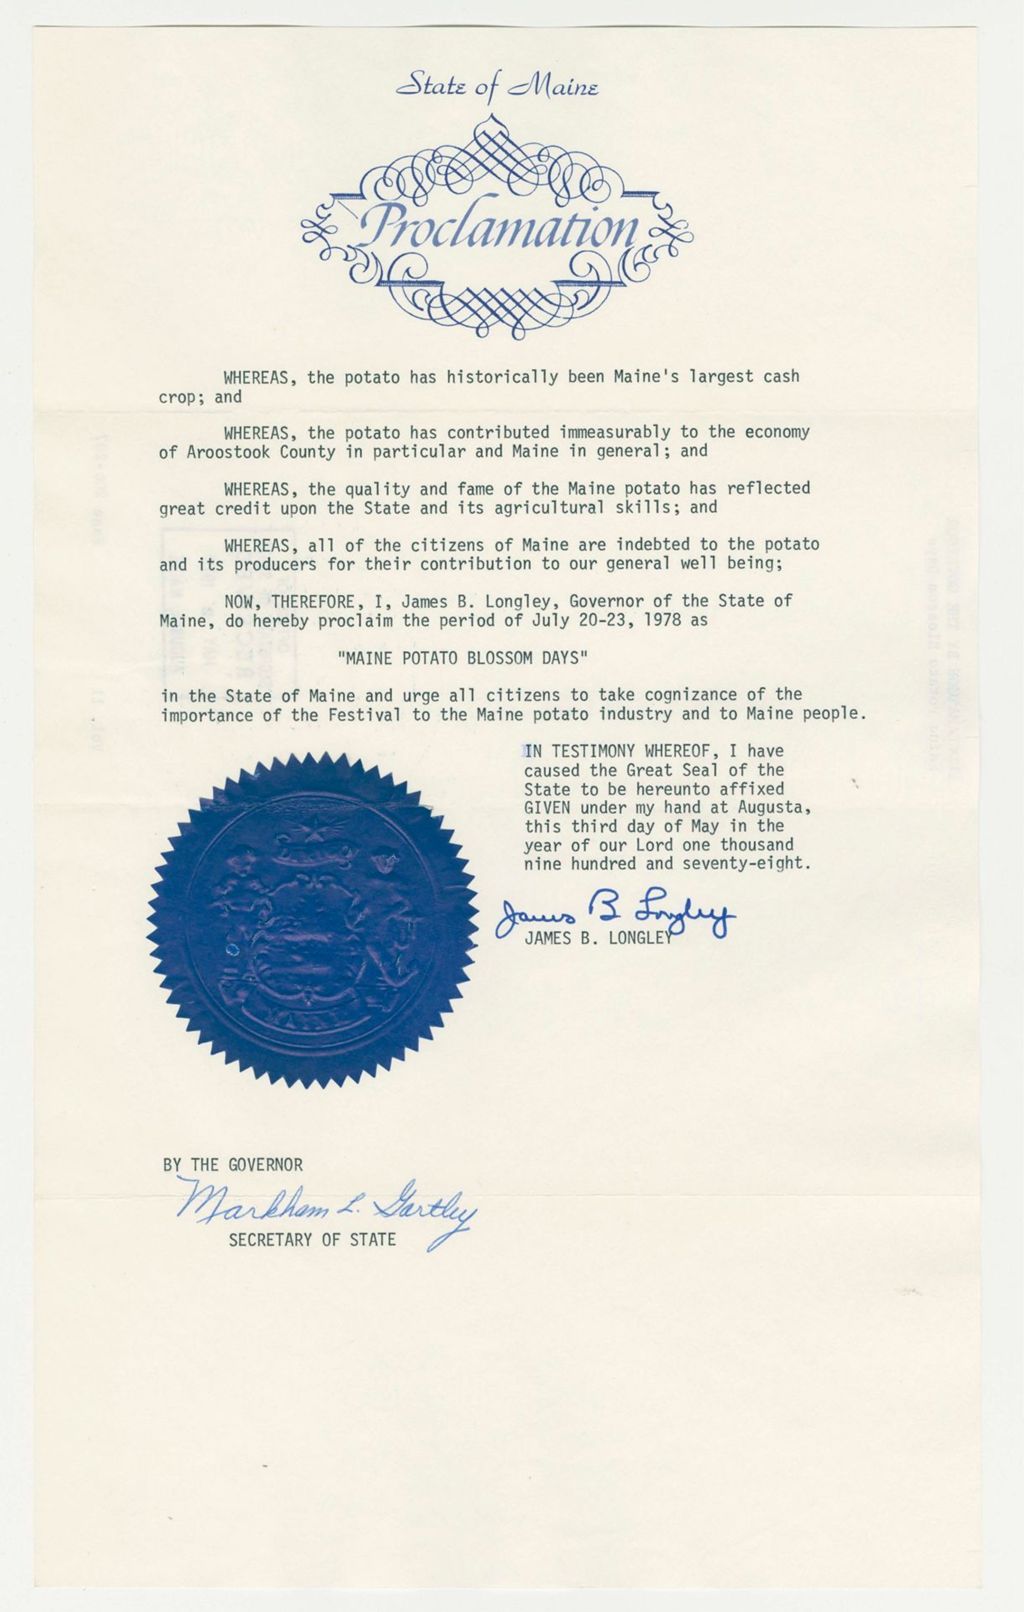 State of Maine
Proclamation
WHEREAS, the potato has historically been Maine's largest cash
crop; and
WHEREAS, the potato has contributed immeasurably to the economy
of Aroostook County in particular and Maine in general; and
WHEREAS, the quality and fame of the Maine potato has reflected
great credit upon the State and its agricultural skills; and
WHEREAS, all of the citizens of Maine are indebted to the potato
and its producers for their contribution to our general well being;
NOW, THEREFORE, I, James B. Longley, Governor of the State of
Maine, do hereby proclaim the period of July 20-23, 1978 as
"MAINE POTATO BLOSSOM DAYS"
in the State of Maine and urge all citizens to take cognizance of the
importance of the Festival to the Maine potato industry and to Maine people.
IN TESTIMONY WHEREOF, I have
caused the Great Seal of the
State to be hereunto affixed
GIVEN under my hand at Augusta,
this third day of May in the
year of our Lord one thousand
nine hundred and seventy-eight.
James B Longley
JAMES B. LONGLEY
MAINE
BY THE GOVERNOR
Markham L. Gartley
SECRETARY OF STATE